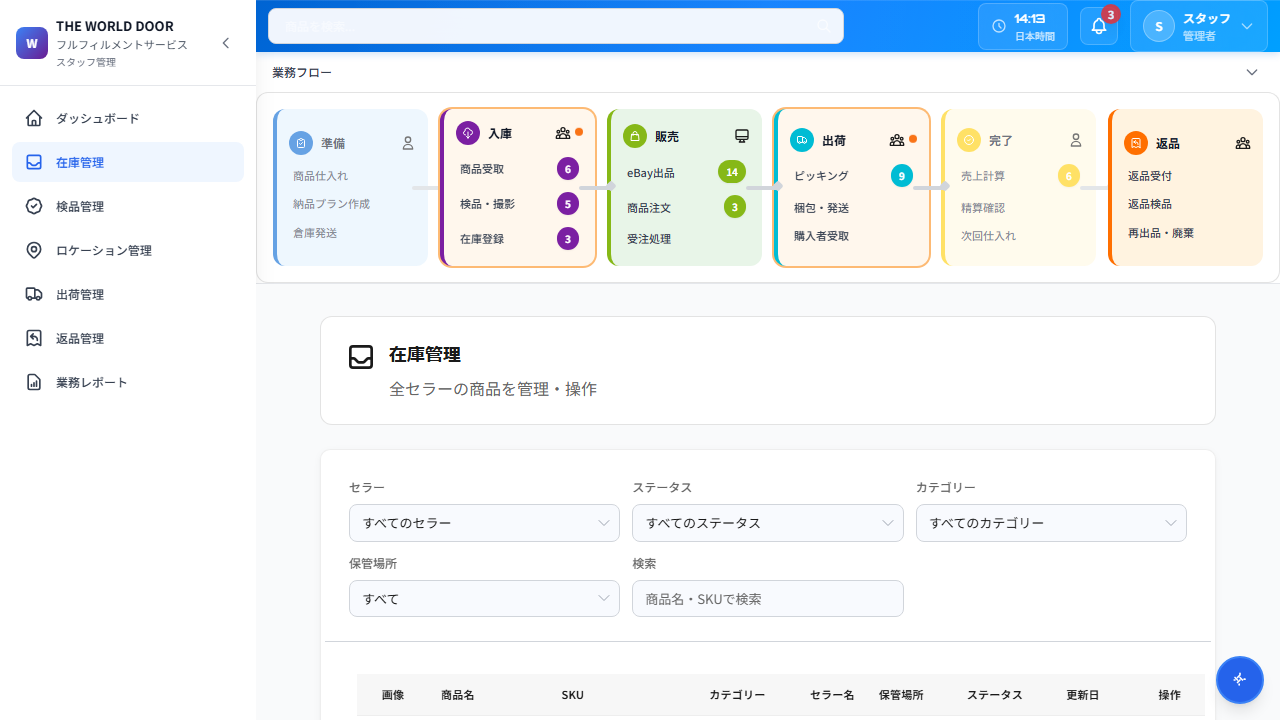 W
THE WORLD DOOR
フルフィルメントサービス
スタッフ管理
ダッシュボード
在庫管理
検品管理
ロケーション管理
出荷管理
返品管理
業務レポート
商品を検索...
14:13
日本時間
3
S
スタッフ
管理者
業務フロー
準備
商品仕入れ
納品プラン作成
倉庫発送
入庫
商品受取 6
検品・撮影 5
在庫登録 3
販売
eBay出品 14
商品注文 3
受注処理
出荷
ピッキング 9
梱包・発送
購入者受取
完了
売上計算 6
精算確認
次回仕入れ
返品
返品受付
返品検品
再出品・廃棄
在庫管理
全セラーの商品を管理・操作
セラー
すべてのセラー
ステータス
すべてのステータス
カテゴリー
すべてのカテゴリー
保管場所
すべて
検索
商品名・SKUで検索
画像 商品名 SKU カテゴリー セラー名 保管場所 ステータス 更新日 操作